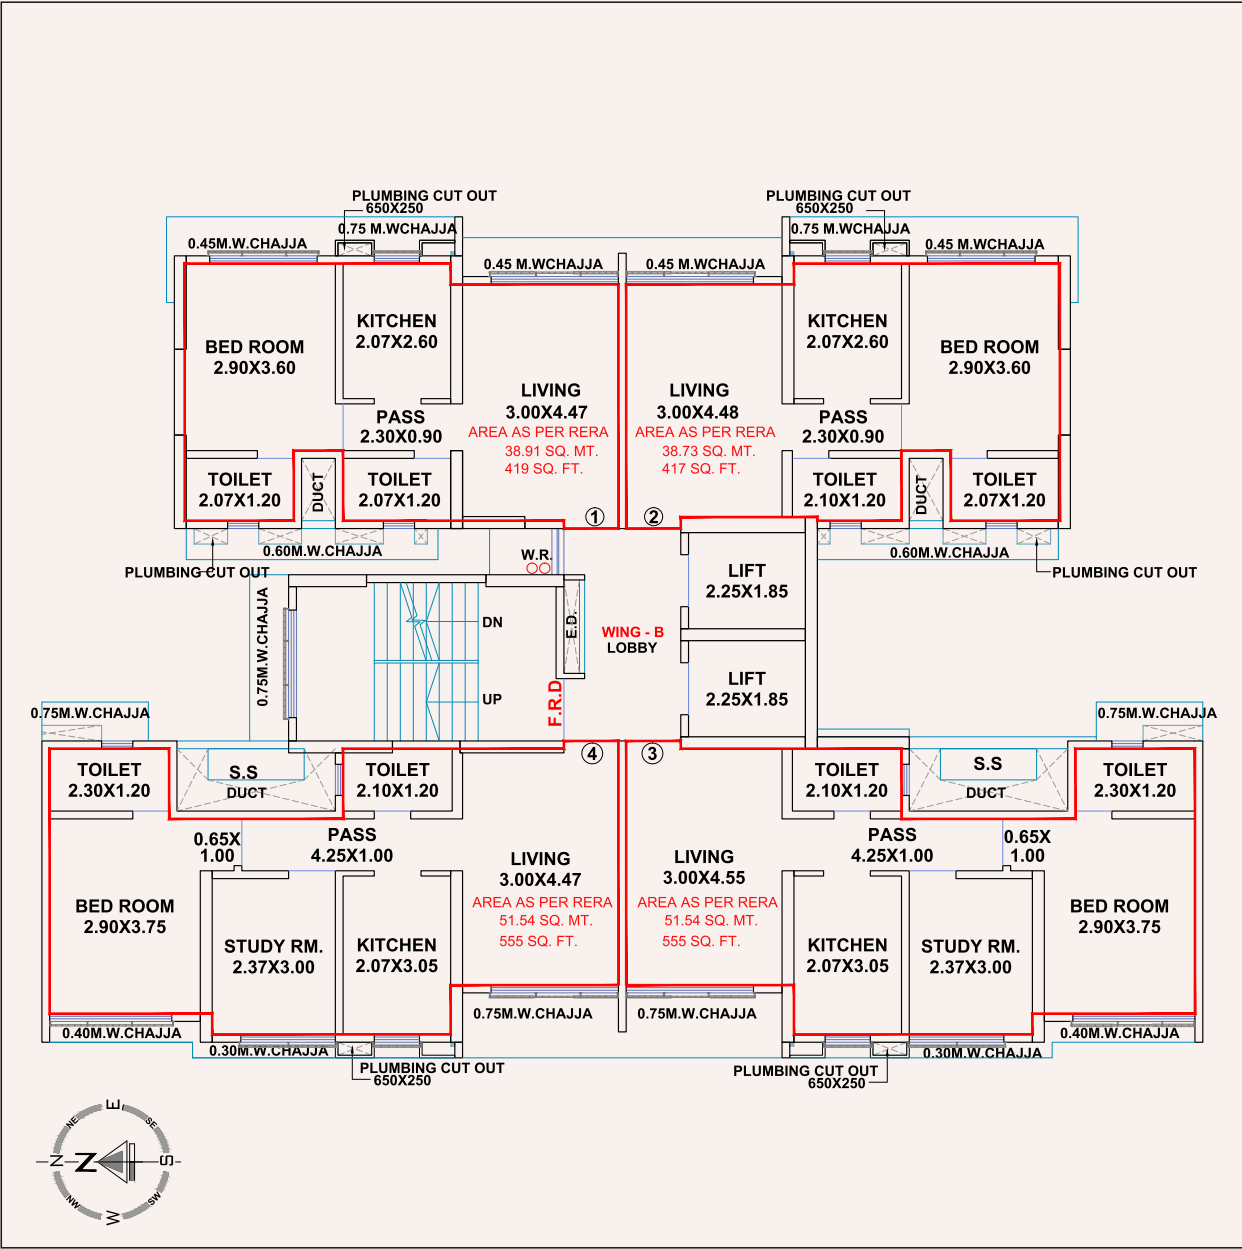 PLUMBING CUT OUT
650X250
PLUMBING CUT OUT
650X250
0.45M.W.CHAJJA
0.75 M.WCHAJJA
0.75 M.WCHAJJA
0.45 M.WCHAJJA
0.45 M.WCHAJJA
0.45 M.WCHAJJA
BED ROOM
2.90X3.60
KITCHEN
2.07X2.60
LIVING
3.00X4.47
AREA AS PER RERA
38.91 SQ. MT.
419 SQ. FT.
LIVING
3.00X4.48
AREA AS PER RERA
38.73 SQ. MT.
417 SQ. FT.
KITCHEN
2.07X2.60
BED ROOM
2.90X3.60
PASS
2.30X0.90
PASS
2.30X0.90
TOILET
2.07X1.20
DUCT
TOILET
2.07X1.20
TOILET
2.10X1.20
DUCT
TOILET
2.07X1.20
1
2
0.60M.W.CHAJJA
PLUMBING CUT OUT
W.R.
0.60M.W.CHAJJA
PLUMBING CUT OUT
LIFT
2.25X1.85
0.75M.W.CHAJJA
DN
UP
E.D.
F.R.D
WING - B
LOBBY
LIFT
2.25X1.85
0.75M.W.CHAJJA
0.75M.W.CHAJJA
4
3
TOILET
2.30X1.20
S.S
DUCT
TOILET
2.10X1.20
TOILET
2.10X1.20
S.S
DUCT
TOILET
2.30X1.20
0.65X
1.00
PASS
4.25X1.00
PASS
4.25X1.00
0.65X
1.00
BED ROOM
2.90X3.75
STUDY RM.
2.37X3.00
KITCHEN
2.07X3.05
LIVING
3.00X4.47
AREA AS PER RERA
51.54 SQ. MT.
555 SQ. FT.
LIVING
3.00X4.55
AREA AS PER RERA
51.54 SQ. MT.
555 SQ. FT.
KITCHEN
2.07X3.05
STUDY RM.
2.37X3.00
BED ROOM
2.90X3.75
0.40M.W.CHAJJA
0.30M.W.CHAJJA
0.75M.W.CHAJJA
0.75M.W.CHAJJA
0.30M.W.CHAJJA
0.40M.W.CHAJJA
PLUMBING CUT OUT
650X250
PLUMBING CUT OUT
650X250
E
NE
SE
N
N
S
NW
SW
W